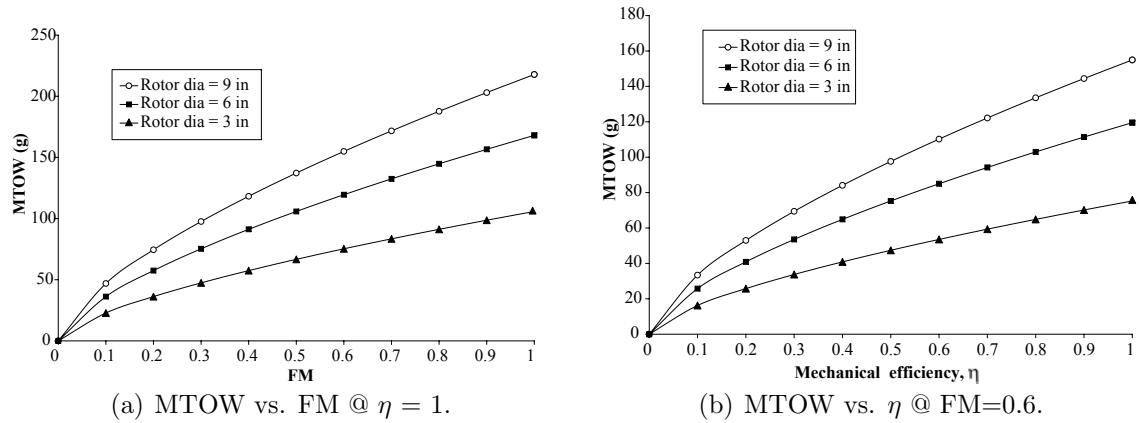 250
200
150
100
50
0
MTOW (g)
Rotor dia = 9 in
Rotor dia = 6 in
Rotor dia = 3 in
0 0.1 0.2 0.3 0.4 0.5 0.6 0.7 0.8 0.9 1
FM
(a) MTOW vs. FM @ η = 1.
180
160
140
120
100
80
60
40
20
0
MTOW (g)
Rotor dia = 9 in
Rotor dia = 6 in
Rotor dia = 3 in
0 0.1 0.2 0.3 0.4 0.5 0.6 0.7 0.8 0.9 1
Mechanical efficiency, η
(b) MTOW vs. η @ FM=0.6.